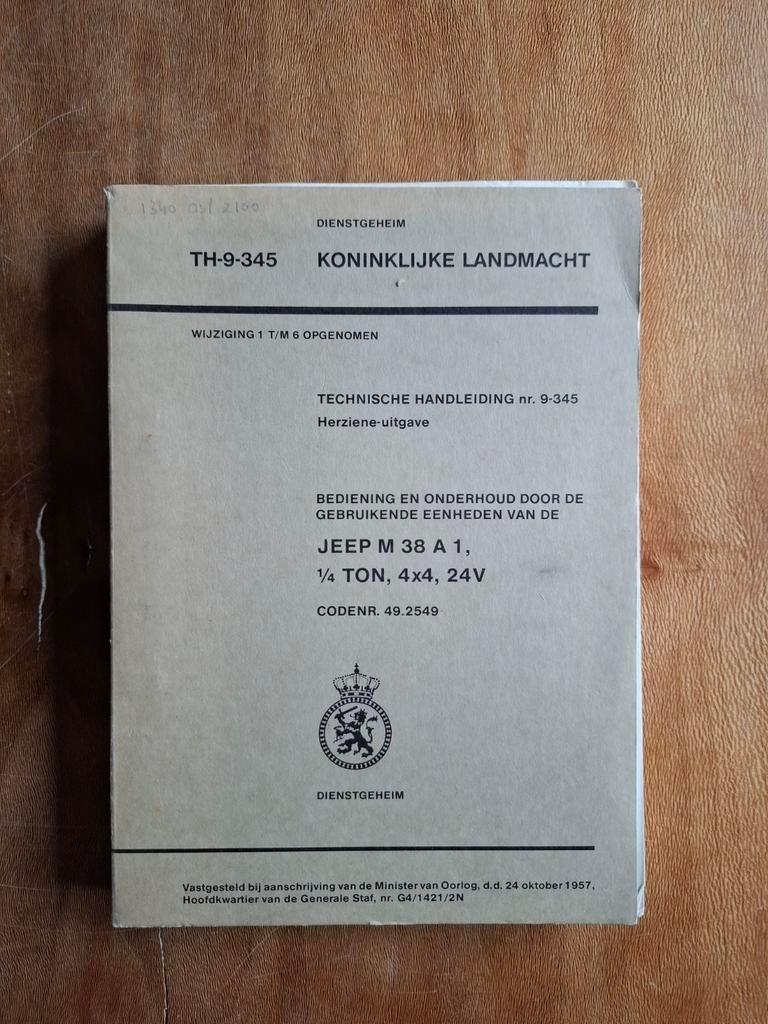 1340 051 2100
DIENSTGEHEIM
TH-9-345 KONINKLIJKE LANDMACHT
WIJZIGING 1 T/M 6 OPGENOMEN
TECHNISCHE HANDLEIDING nr. 9-345
Herziene-uitgave
BEDIENING EN ONDERHOUD DOOR DE
GEBRUIKENDE EENHEDEN VAN DE
JEEP M 38 A 1,
¼ TON, 4x4, 24V
CODENR. 49.2549
DIENSTGEHEIM
Vastgesteld bij aanschrijving van de Minister van Oorlog, d.d. 24 oktober 1957,
Hoofdkwartier van de Generale Staf, nr. G4/1421/2N